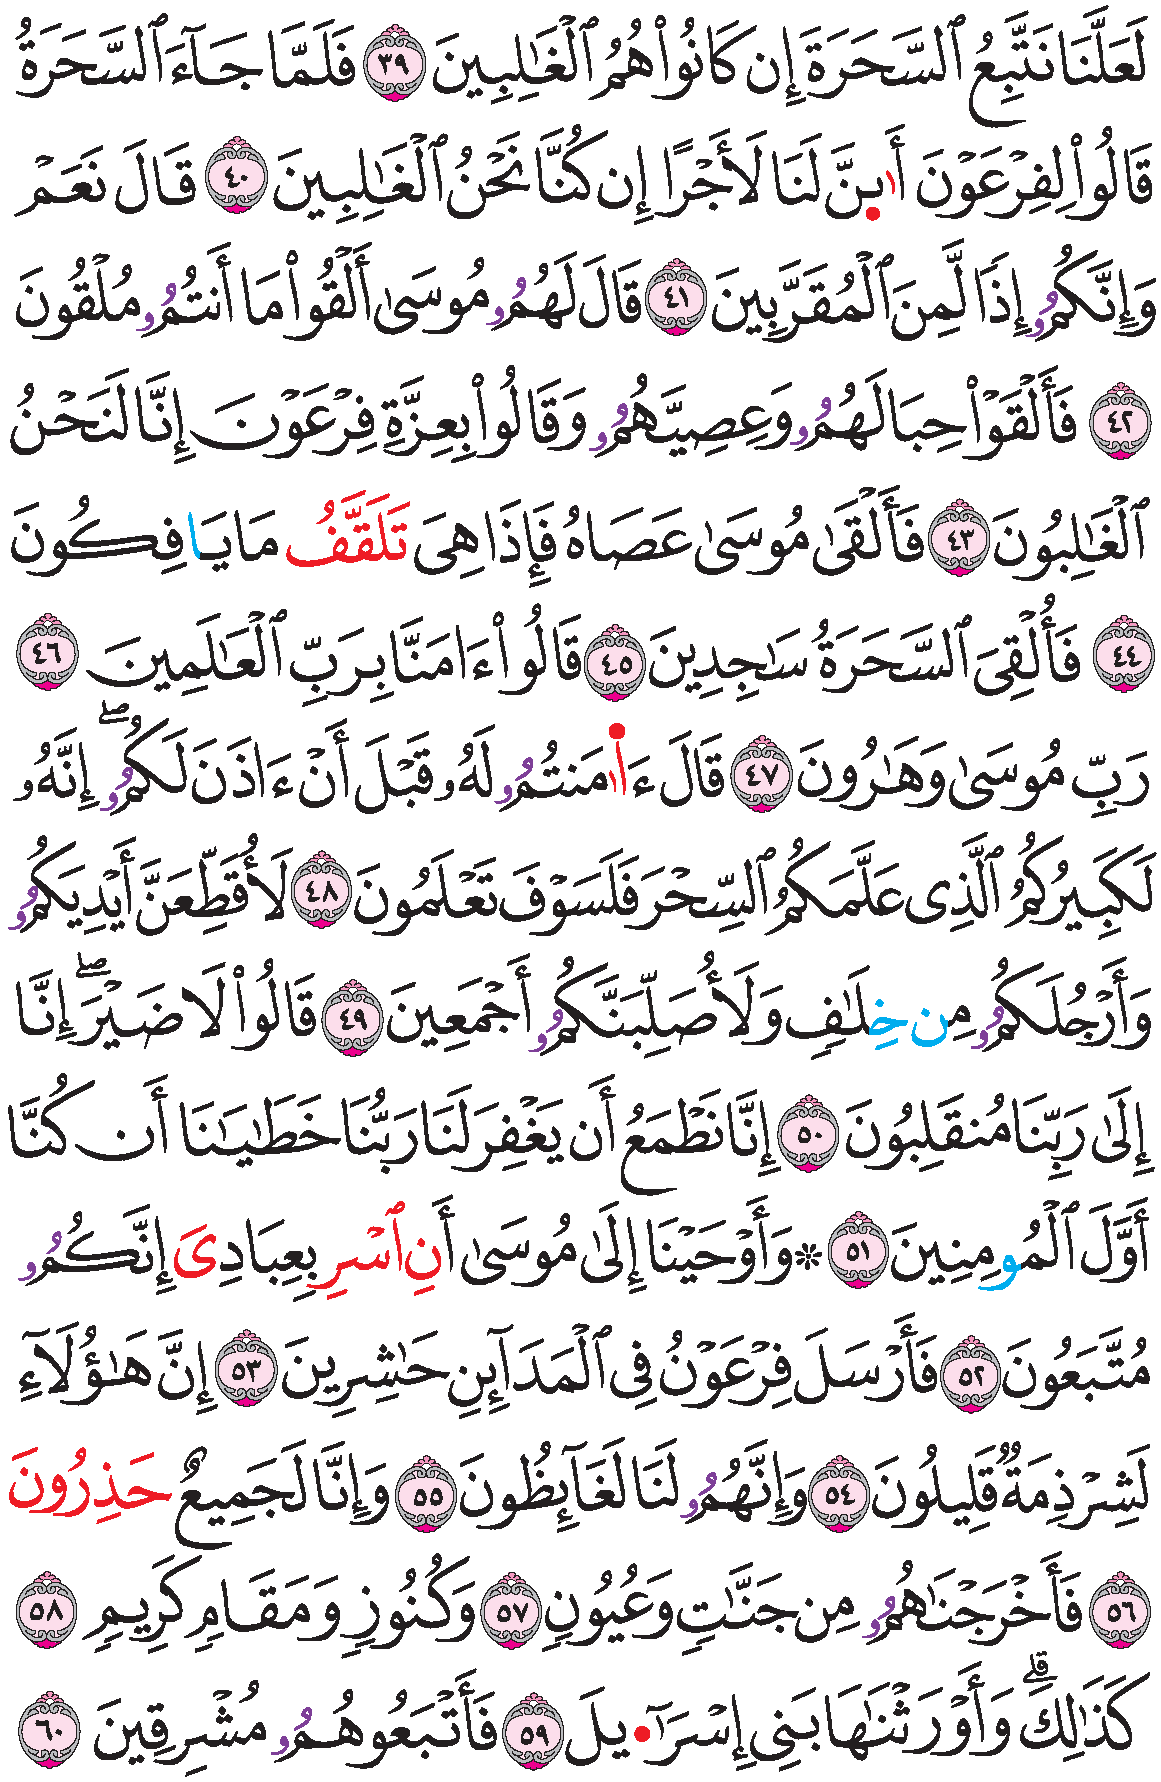 لَعَلَّنَا نَتَّبِعُ ٱلسَّحَرَةَ إِن كَانُوا۟ هُمُ ٱلْغَٰلِبِينَ ٣٩ فَلَمَّا جَآءَ ٱلسَّحَرَةُ
قَالُوا۟ لِفِرْعَوْنَ أَا۪نَّ لَنَا لَأَجْرًا إِن كُنَّا نَحْنُ ٱلْغَٰلِبِينَ ٤٠ قَالَ نَعَمْ
وَإِنَّكُمُۥ إِذًا لَّمِنَ ٱلْمُقَرَّبِينَ ٤١ قَالَ لَهُمُۥ مُوسَىٰ أَلْقُوا۟ مَا أَنتُمُۥ مُلْقُونَ
٤٢ فَأَلْقَوْا۟ حِبَالَهُمُۥ وَعِصِيَّهُمُۥ وَقَالُوا۟ بِعِزَّةِ فِرْعَوْنَ إِنَّا لَنَحْنُ
ٱلْغَٰلِبُونَ ٤٣ فَأَلْقَىٰ مُوسَىٰ عَصَاهُ فَإِذَا هِىَ تَلَقَّفُ مَا يَافِكُونَ
٤٤ فَأُلْقِىَ ٱلسَّحَرَةُ سَٰجِدِينَ ٤٥ قَالُوا۟ ءَامَنَّا بِرَبِّ ٱلْعَٰلَمِينَ ٤٦
رَبِّ مُوسَىٰ وَهَٰرُونَ ٤٧ قَالَ ءَا۬امَنتُمُۥ لَهُۥ قَبْلَ أَنْ ءَاذَنَ لَكُمُۥۖ إِنَّهُۥ
لَكَبِيرُكُمُ ٱلَّذِى عَلَّمَكُمُ ٱلسِّحْرَ فَلَسَوْفَ تَعْلَمُونَ ٤٨ لَأُقَطِّعَنَّ أَيْدِيَكُمُۥ
وَأَرْجُلَكُمُۥ مِن خِلَٰفٍ وَلَأُصَلِّبَنَّكُمُۥ أَجْمَعِينَ ٤٩ قَالُوا۟ لَا ضَيْرَۖ إِنَّا
إِلَىٰ رَبِّنَا مُنقَلِبُونَ ٥٠ إِنَّا نَطْمَعُ أَن يَغْفِرَ لَنَا رَبُّنَا خَطَٰيَٰنَا أَن كُنَّا
أَوَّلَ ٱلْمُومِنِينَ ٥١ ۞ وَأَوْحَيْنَا إِلَىٰ مُوسَىٰ أَنِ ٱسْرِ بِعِبَادِىَ إِنَّكُمُۥ
مُتَّبَعُونَ ٥٢ فَأَرْسَلَ فِرْعَوْنُ فِى ٱلْمَدَآئِنِ حَٰشِرِينَ ٥٣ إِنَّ هَٰؤُلَآءِ
لَشِرْذِمَةٌ قَلِيلُونَ ٥٤ وَإِنَّهُمُۥ لَنَا لَغَآئِظُونَ ٥٥ وَإِنَّا لَجَمِيعٌ حَذِرُونَ
٥٦ فَأَخْرَجْنَٰهُمُۥ مِن جَنَّٰتٍ وَعُيُونٍ ٥٧ وَكُنُوزٍ وَمَقَامٍ كَرِيمٍ ٥٨
كَذَٰلِكَۖ وَأَوْرَثْنَٰهَا بَنِى إِسْرَآ•يلَ ٥٩ فَأَتْبَعُوهُمُۥ مُشْرِقِينَ ٦٠